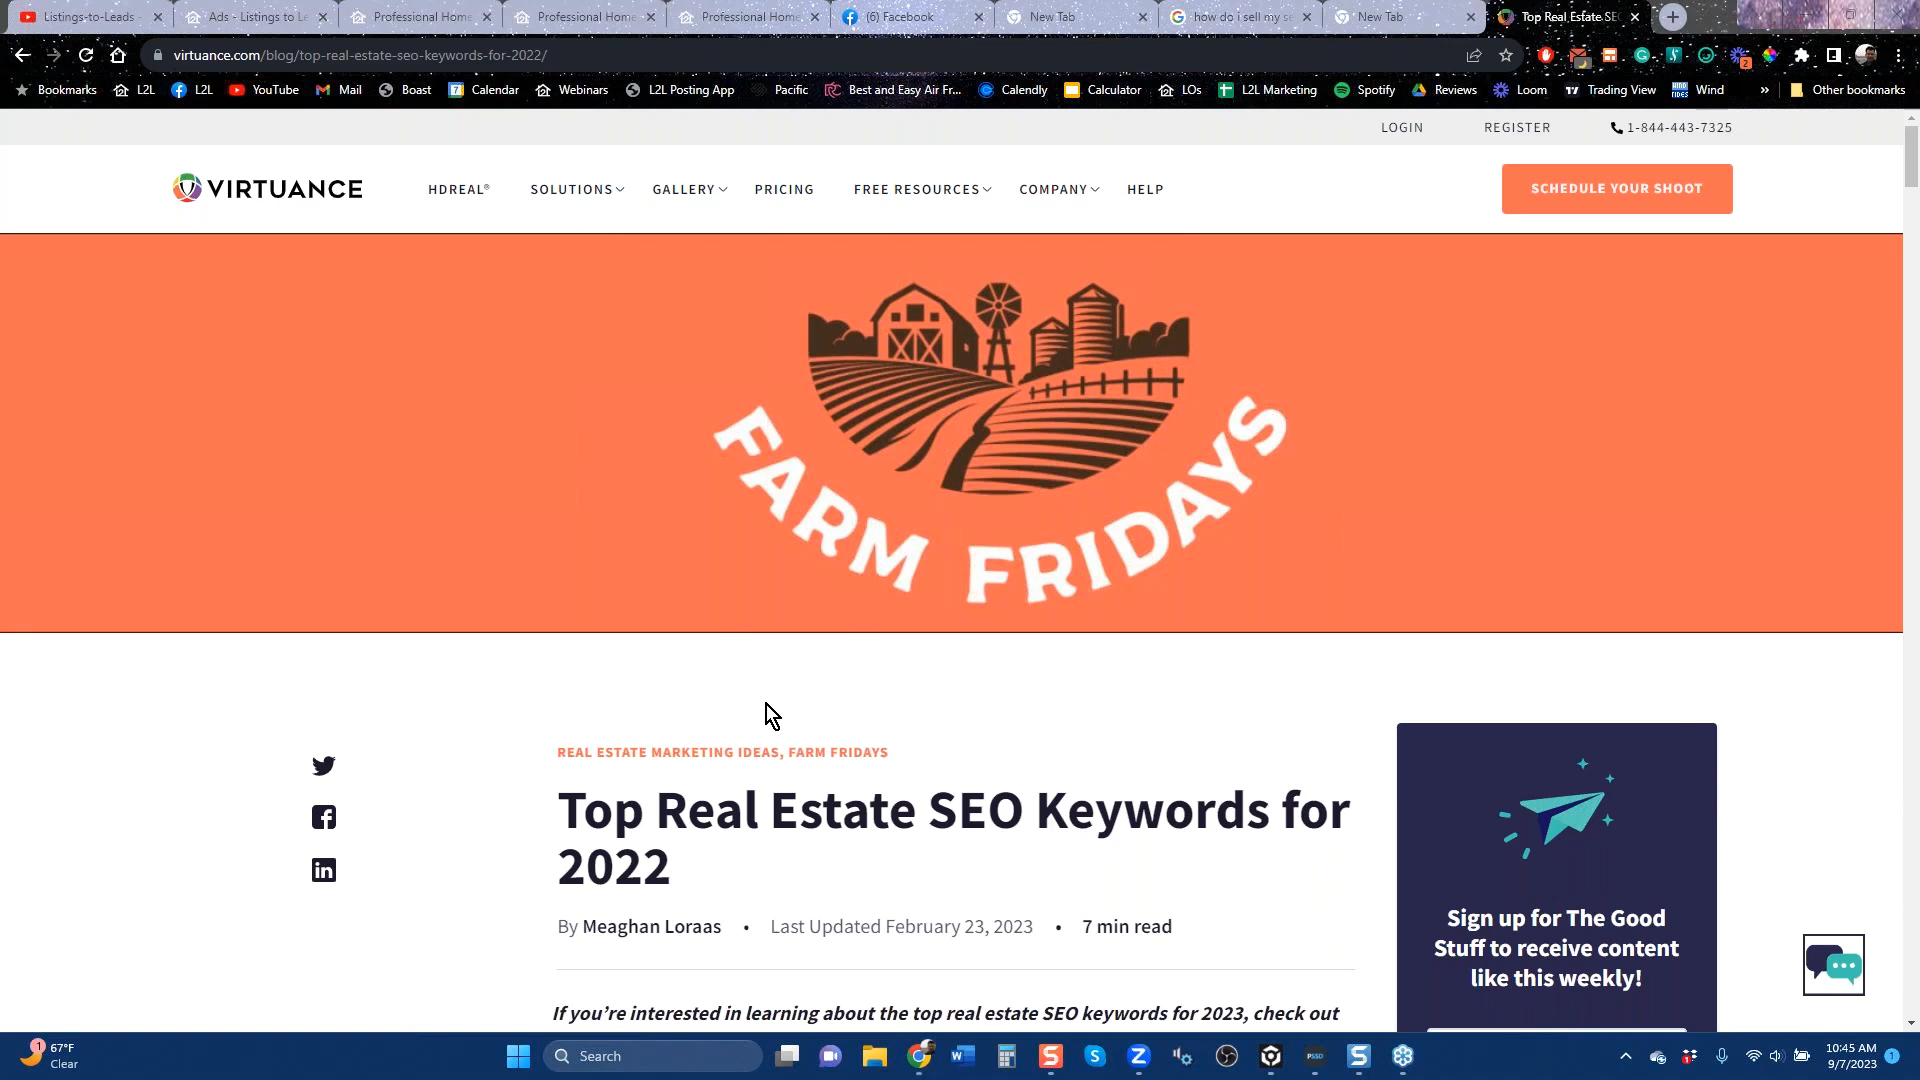 Listings-to-Leads -
Ads - Listings to Le
Professional Home
Professional Home
Professional Home
(6) Facebook
New Tab
how do i sell my se
New Tab
Top Real Estate SEO
virtuance.com/blog/top-real-estate-seo-keywords-for-2022/
2
Bookmarks
L2L
L2L
YouTube
Mail
Boast
7
Calendar
Webinars
L2L Posting App
Pacific
Best and Easy Air Fr...
Calendly
Calculator
LOs
L2L Marketing
Spotify
Reviews
Loom
Trading View
Wind
»
Other bookmarks
LOGIN
REGISTER
1-844-443-7325
VIRTUANCE
HDREAL®
SOLUTIONS
GALLERY
PRICING
FREE RESOURCES
COMPANY
HELP
SCHEDULE YOUR SHOOT
FARM FRIDAYS
REAL ESTATE MARKETING IDEAS, FARM FRIDAYS
Top Real Estate SEO Keywords for
2022
By Meaghan Loraas • Last Updated February 23, 2023 • 7 min read
If you’re interested in learning about the top real estate SEO keywords for 2023, check out
Sign up for The Good
Stuff to receive content
like this weekly!
1
67°F
Clear
Search
10:45 AM
9/7/2023
1